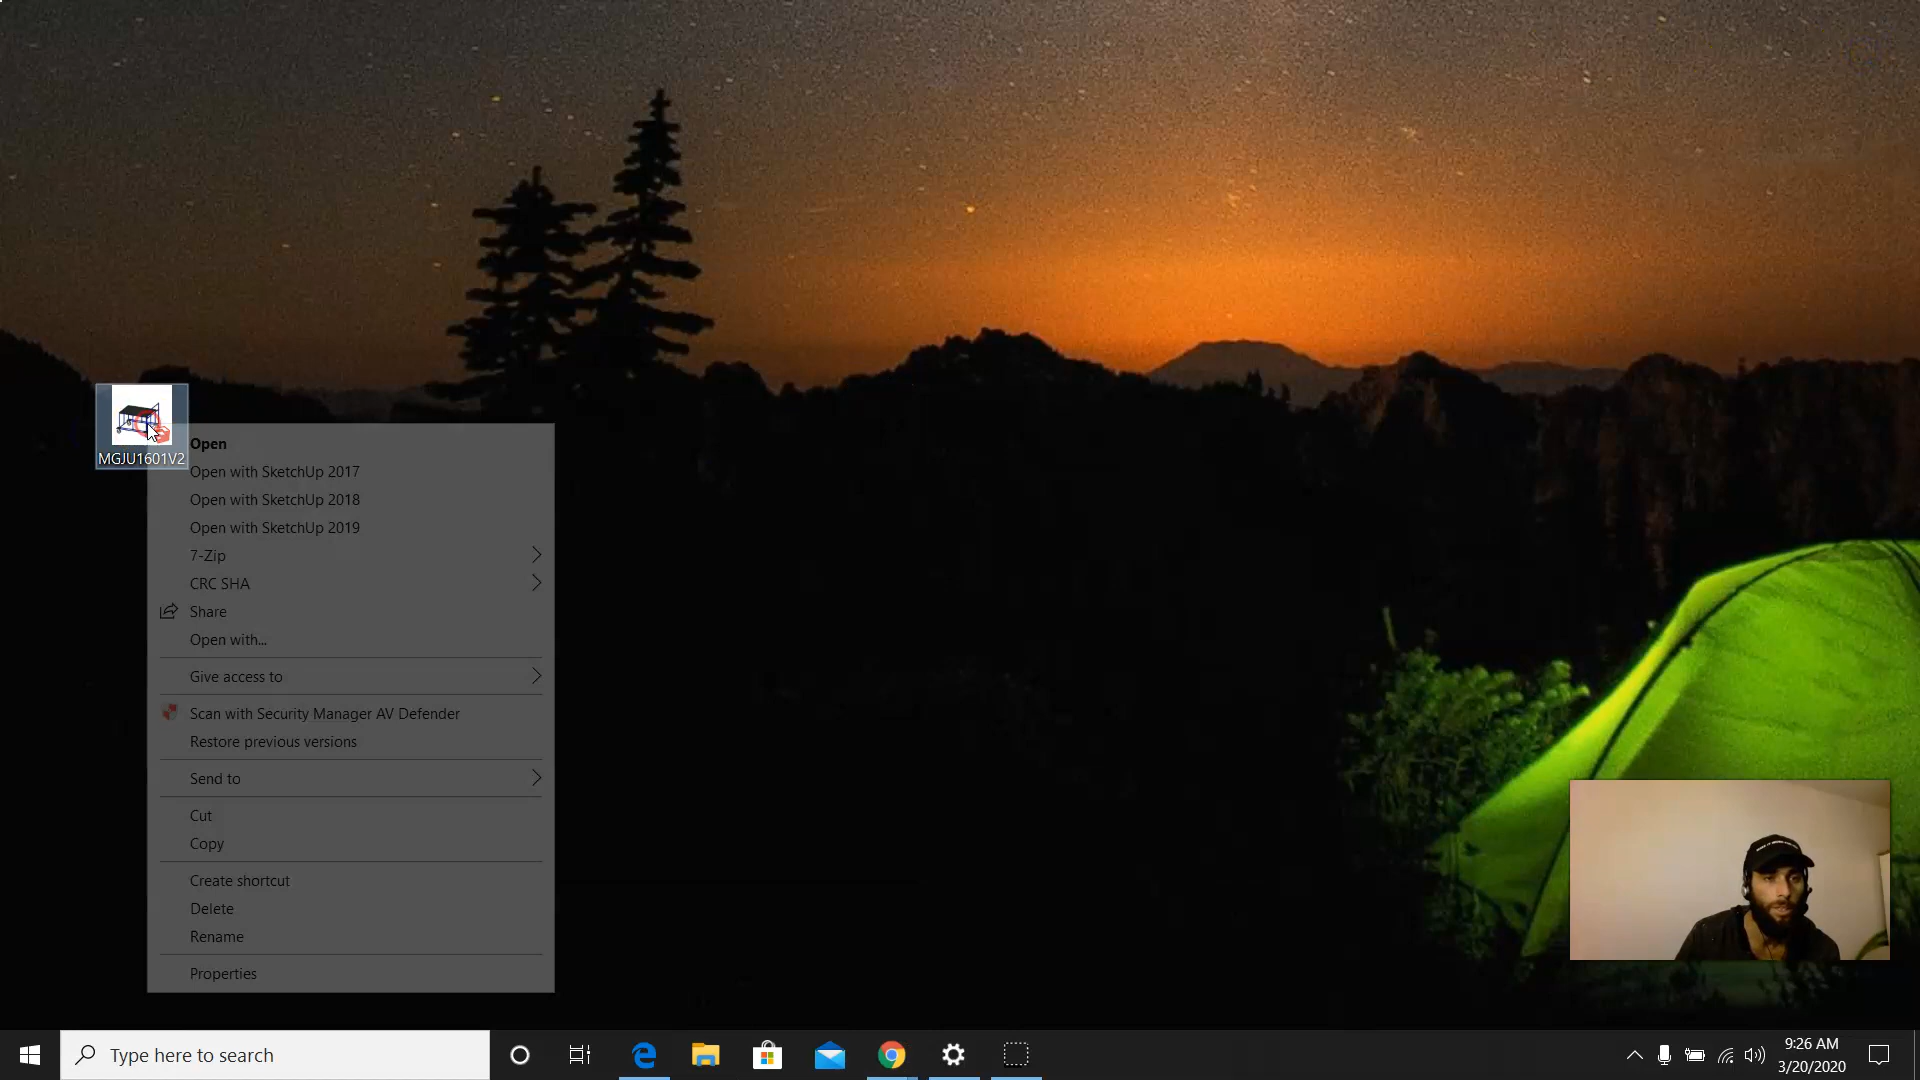 MGJU1601V2
Open
Open with SketchUp 2017
Open with SketchUp 2018
Open with SketchUp 2019
7-Zip
CRC SHA
Share
Open with...
Give access to
Scan with Security Manager AV Defender
Restore previous versions
Send to
Cut
Copy
Create shortcut
Delete
Rename
Properties
Type here to search
9:26 AM
3/20/2020